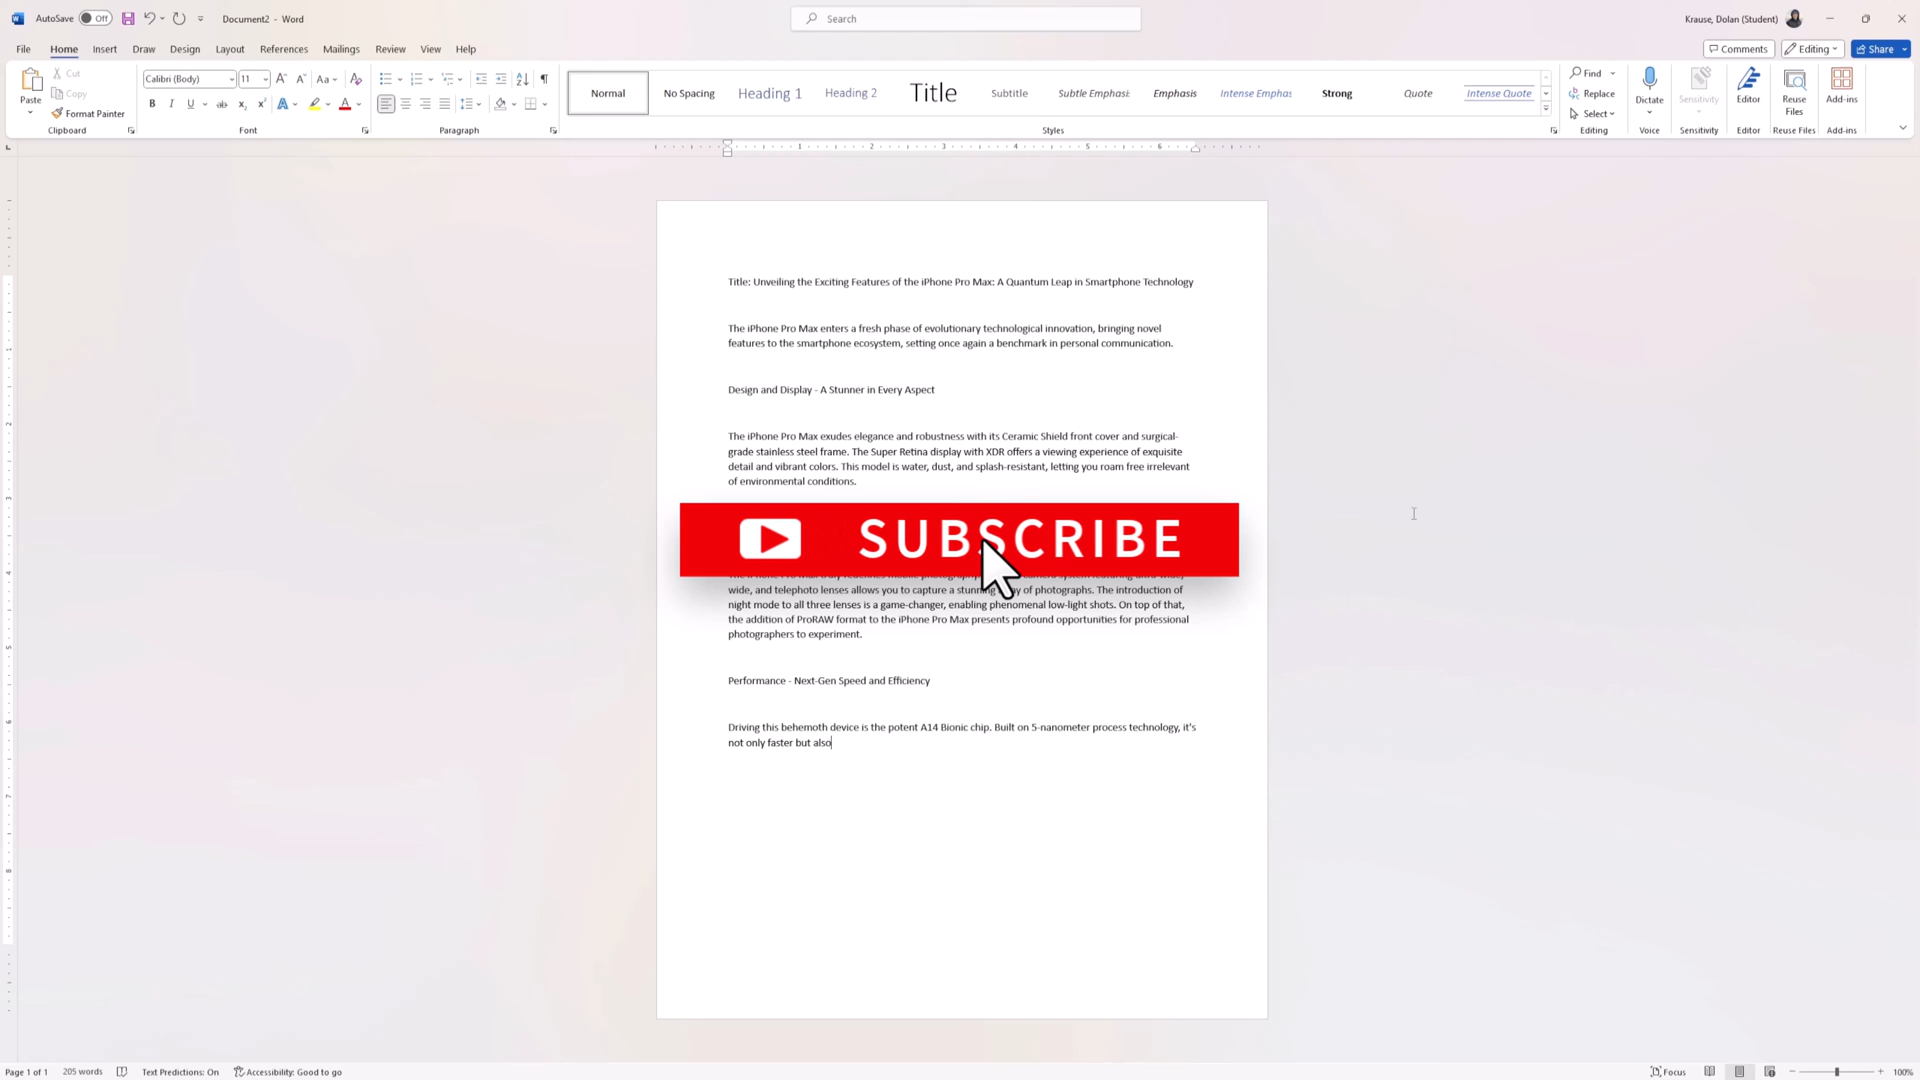 AutoSave Off Document2 - Word Search Krause, Dolan (Student)
File Home Insert Draw Design Layout References Mailings Review View Help Comments Editing Share
Paste Cut Copy Format Painter
Clipboard
Calibri (Body) 11
Font
Paragraph
Normal No Spacing Heading 1 Heading 2 Title Subtitle Subtle Emphasi Emphasis Intense Emphas Strong Quote Intense Quote
Styles
Find
Replace
Select
Editing
Dictate
Voice
Sensitivity
Sensitivity
Editor
Editor
Reuse Files
Reuse Files
Add-ins
Add-ins
1 2 3 4 5 6
Title: Unveiling the Exciting Features of the iPhone Pro Max: A Quantum Leap in Smartphone Technology
The iPhone Pro Max enters a fresh phase of evolutionary technological innovation, bringing novel
features to the smartphone ecosystem, setting once again a benchmark in personal communication.
Design and Display - A Stunner in Every Aspect
The iPhone Pro Max exudes elegance and robustness with its Ceramic Shield front cover and surgical-
grade stainless steel frame. The Super Retina display with XDR offers a viewing experience of exquisite
detail and vibrant colors. This model is water, dust, and splash-resistant, letting you roam free irrelevant
of environmental conditions.
SUBSCRIBE
wide, and telephoto lenses allows you to capture a stunning of photographs. The introduction of
night mode to all three lenses is a game-changer, enabling phenomenal low-light shots. On top of that,
the addition of ProRAW format to the iPhone Pro Max presents profound opportunities for professional
photographers to experiment.
Performance - Next-Gen Speed and Efficiency
Driving this behemoth device is the potent A14 Bionic chip. Built on 5-nanometer process technology, it's
not only faster but also
Page 1 of 1 205 words Text Predictions: On Accessibility: Good to go Focus 100%